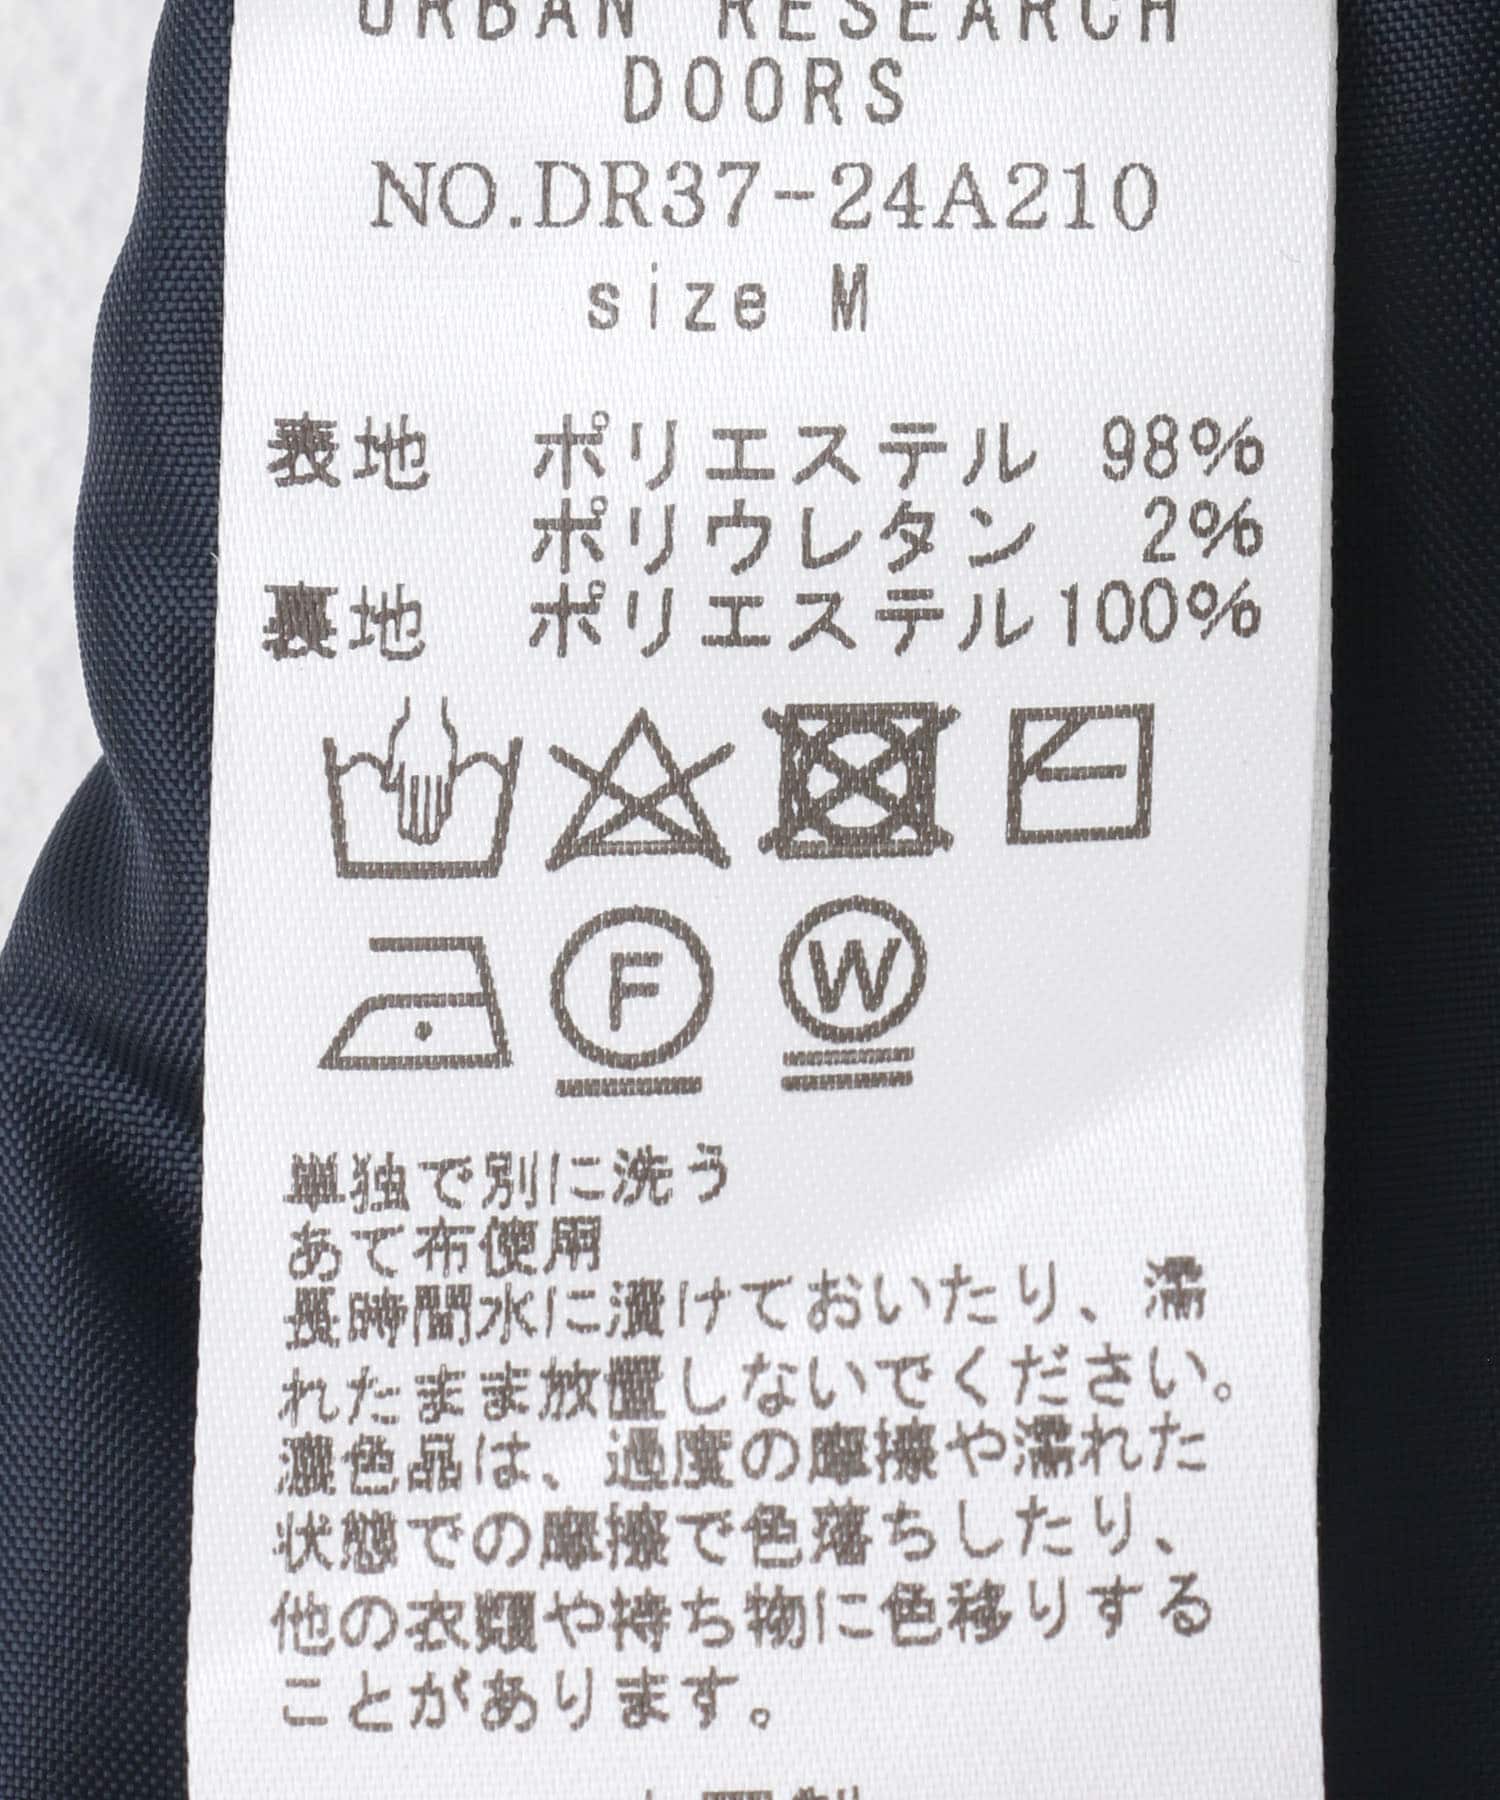 URBAN RESEARCH
DOORS
NO.DR37-24A210
size M
表地 ポリエステル 98%
ポリウレタン 2%
裏地 ポリエステル 100%
F
W
単独で別に洗う
あて布使用
長時間水に漬けておいたり、濡
れたまま放置しないでください。
濃色品は、過度の摩擦や濡れた
状態での摩擦で色落ちしたり、
他の衣類や持ち物に色移りする
ことがあります。